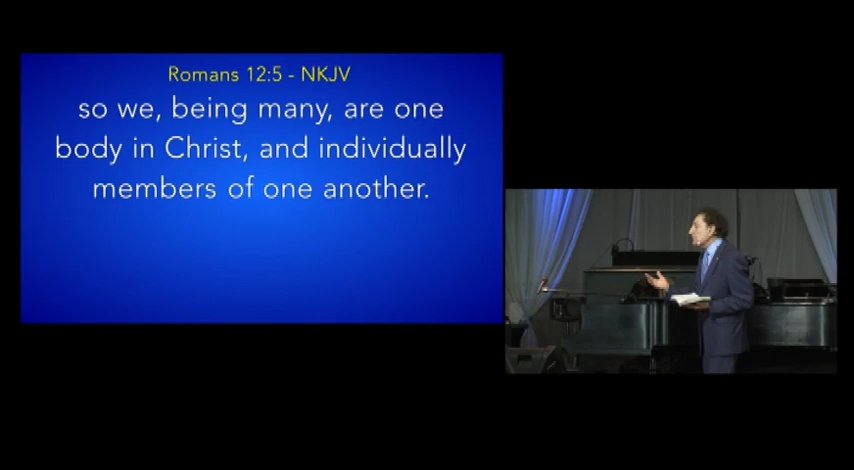 Romans 12:5 - NKJV
so we, being many, are one
body in Christ, and individually
members of one another.